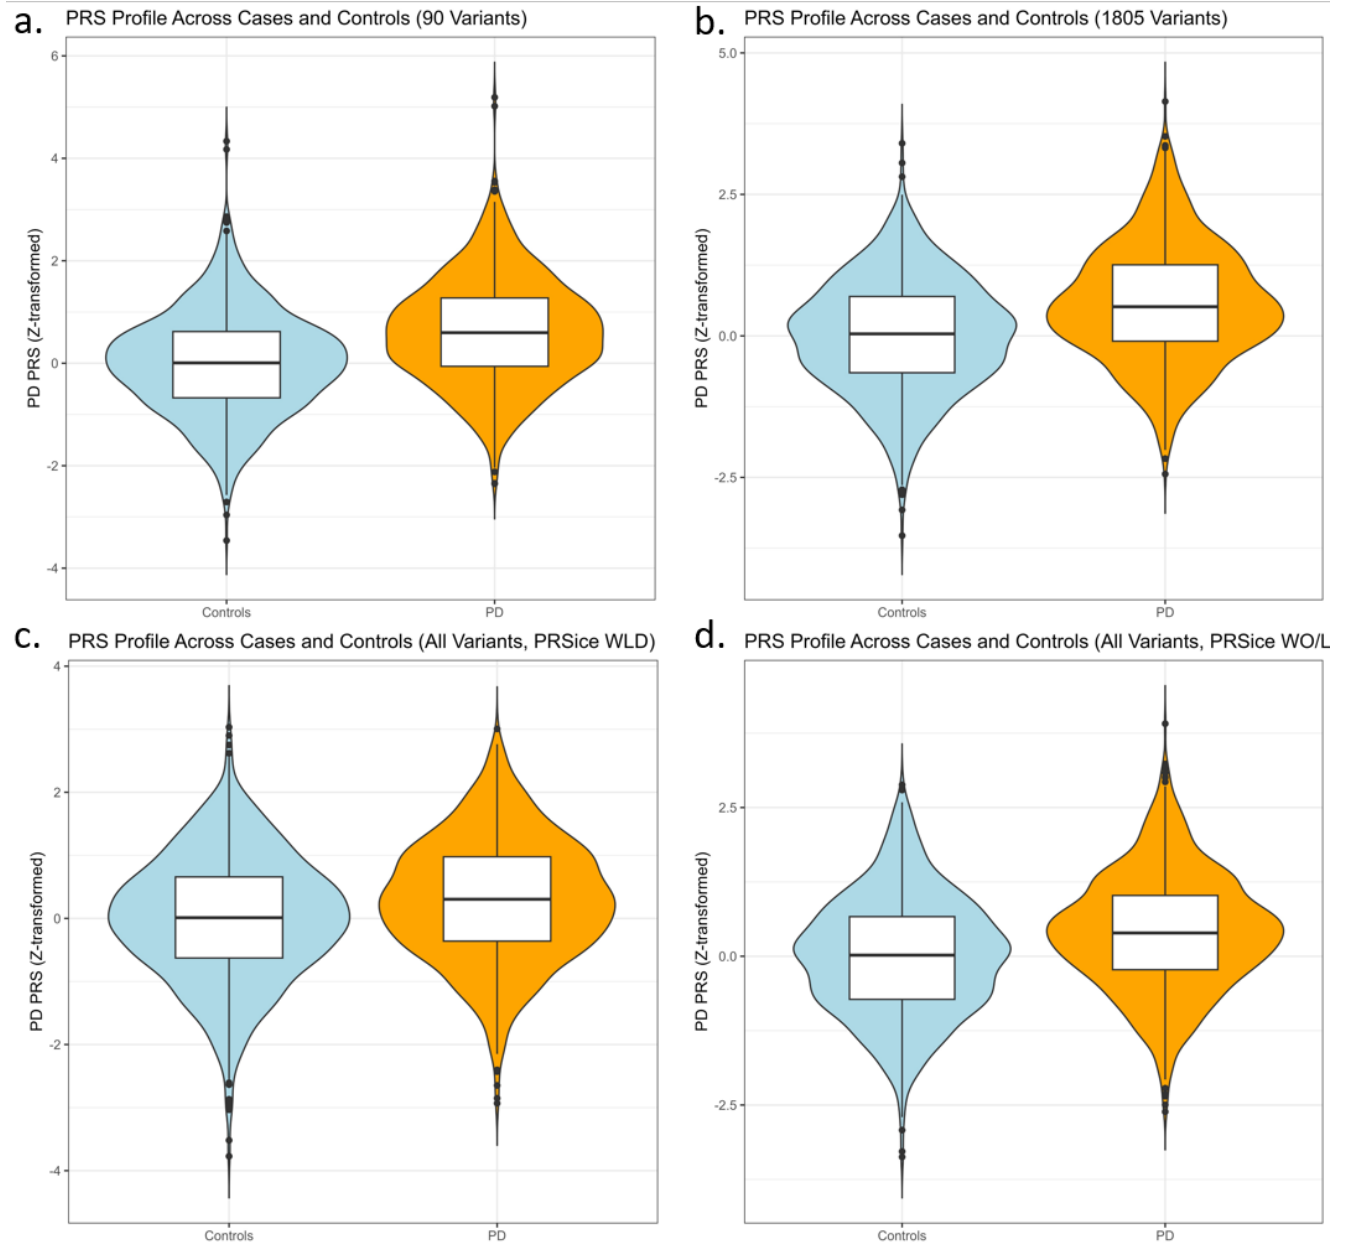 a.
PRS Profile Across Cases and Controls (90 Variants)
PD PRS (Z-transformed)
6
4
2
0
-2
-4
Controls
PD
b.
PRS Profile Across Cases and Controls (1805 Variants)
PD PRS (Z-transformed)
5.0
2.5
0.0
-2.5
Controls
PD
c.
PRS Profile Across Cases and Controls (All Variants, PRSice WLD)
PD PRS (Z-transformed)
4
2
0
-2
-4
Controls
PD
d.
PRS Profile Across Cases and Controls (All Variants, PRSice WO/L
PD PRS (Z-transformed)
2.5
0.0
-2.5
Controls
PD